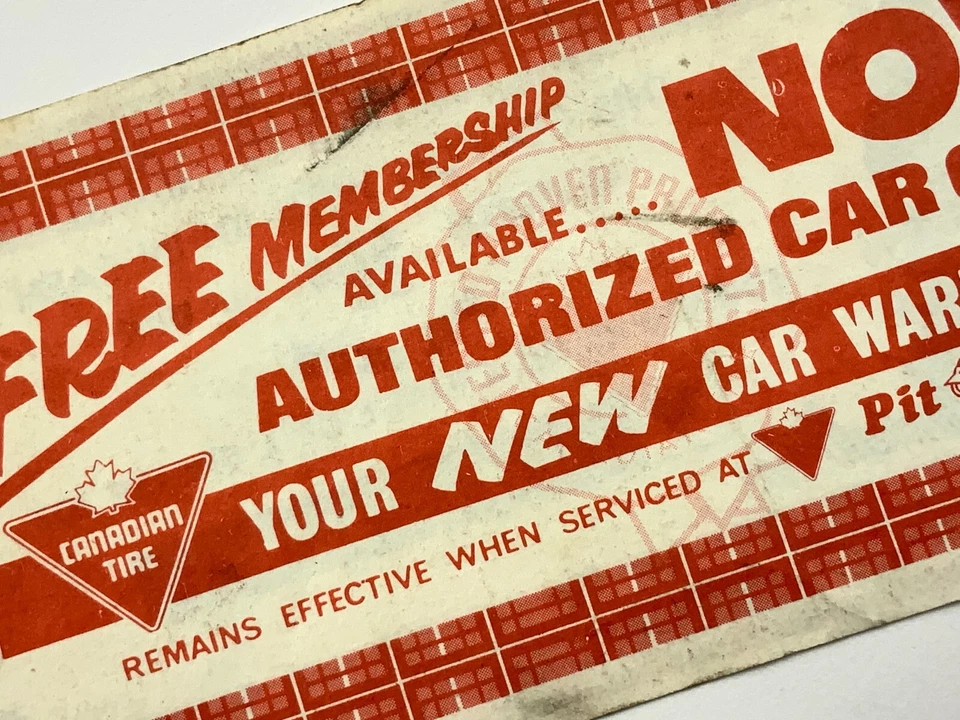 FREE MEMBERSHIP NO
AVAILABLE.....
AUTHORIZED CAR
YOUR NEW CAR WAR
CANADIAN
TIRE
REMAINS EFFECTIVE WHEN SERVICED AT Pit